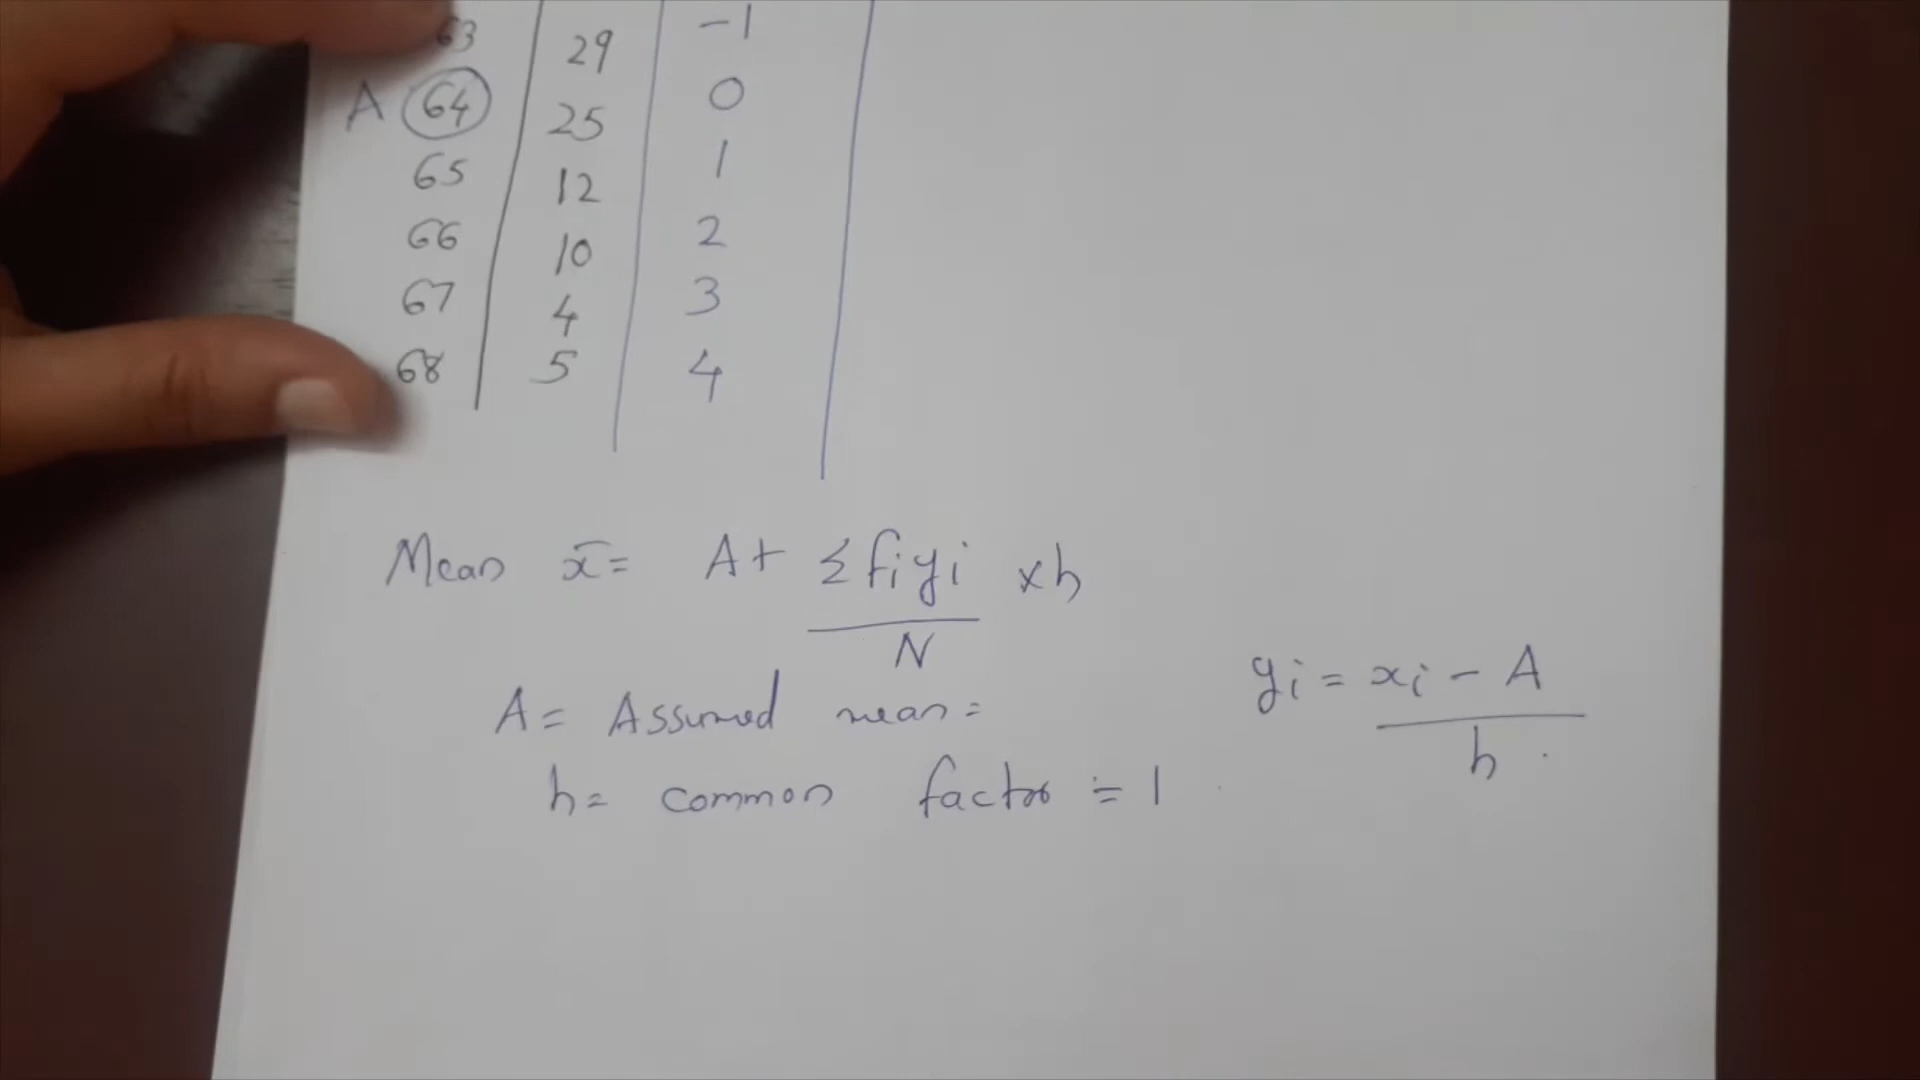 63 29 -1
A 64 25 0
65 12 1
66 10 2
67 4 3
68 5 4
Mean x̄ = A + Σfiyi × h
N
A = Assumed mean =
yi = xi - A
h
h = common factor = 1